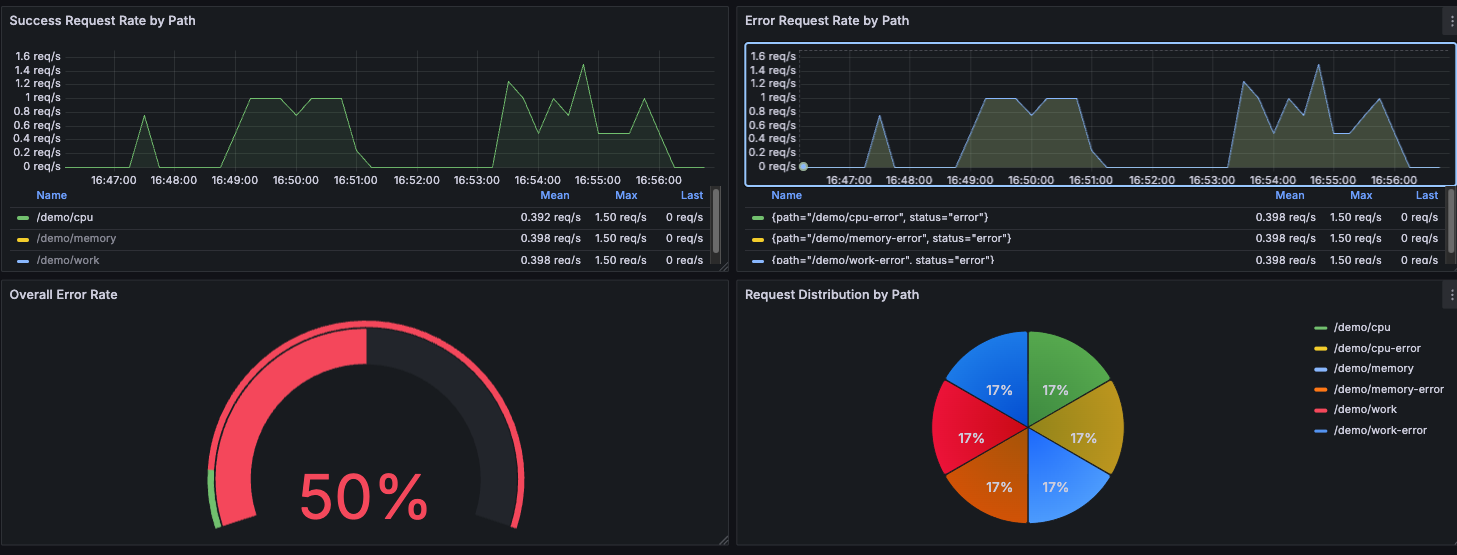 Success Request Rate by Path
1.6 req/s
1.4 req/s
1.2 req/s
1 req/s
0.8 req/s
0.6 req/s
0.4 req/s
0.2 req/s
0 req/s
16:47:00 16:48:00 16:49:00 16:50:00 16:51:00 16:52:00 16:53:00 16:54:00 16:55:00 16:56:00
Name Mean Max Last
/demo/cpu 0.392 req/s 1.50 req/s 0 req/s
/demo/memory 0.398 req/s 1.50 req/s 0 req/s
/demo/work 0.398 req/s 1.50 req/s 0 req/s
Error Request Rate by Path
1.6 req/s
1.4 req/s
1.2 req/s
1 req/s
0.8 req/s
0.6 req/s
0.4 req/s
0.2 req/s
0 req/s
16:47:00 16:48:00 16:49:00 16:50:00 16:51:00 16:52:00 16:53:00 16:54:00 16:55:00 16:56:00
Name Mean Max Last
{path="/demo/cpu-error", status="error"} 0.398 req/s 1.50 req/s 0 req/s
{path="/demo/memory-error", status="error"} 0.398 req/s 1.50 req/s 0 req/s
{path="/demo/work-error", status="error"} 0.398 req/s 1.50 req/s 0 req/s
Overall Error Rate
50%
Request Distribution by Path
17% 17%
17% 17%
17% 17%
/demo/cpu
/demo/cpu-error
/demo/memory
/demo/memory-error
/demo/work
/demo/work-error